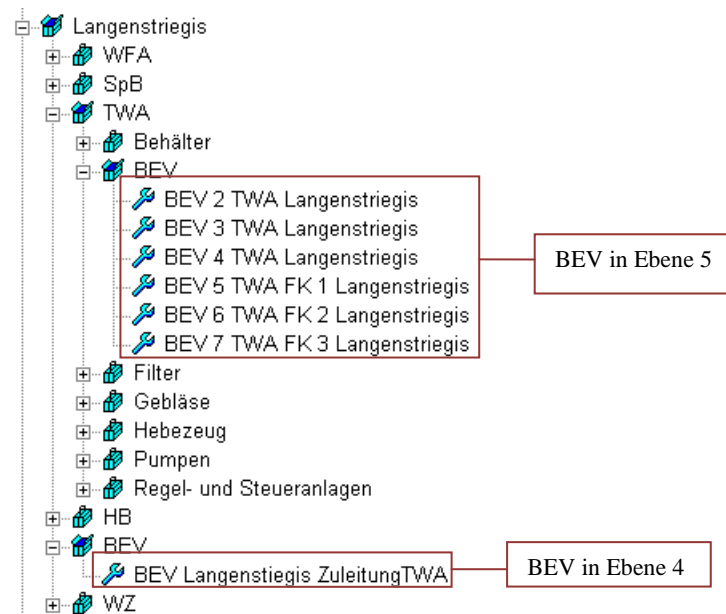 Langenstriegis
WFA
SpB
TWA
Behälter
BEV
BEV 2 TWA Langenstriegis
BEV 3 TWA Langenstriegis
BEV 4 TWA Langenstriegis
BEV in Ebene 5
BEV 5 TWA FK 1 Langenstriegis
BEV 6 TWA FK 2 Langenstriegis
BEV 7 TWA FK 3 Langenstriegis
Filter
Gebläse
Hebezeug
Pumpen
Regel- und Steueranlagen
HB
BEV
BEV Langenstiegis ZuleitungTWA
BEV in Ebene 4
WZ